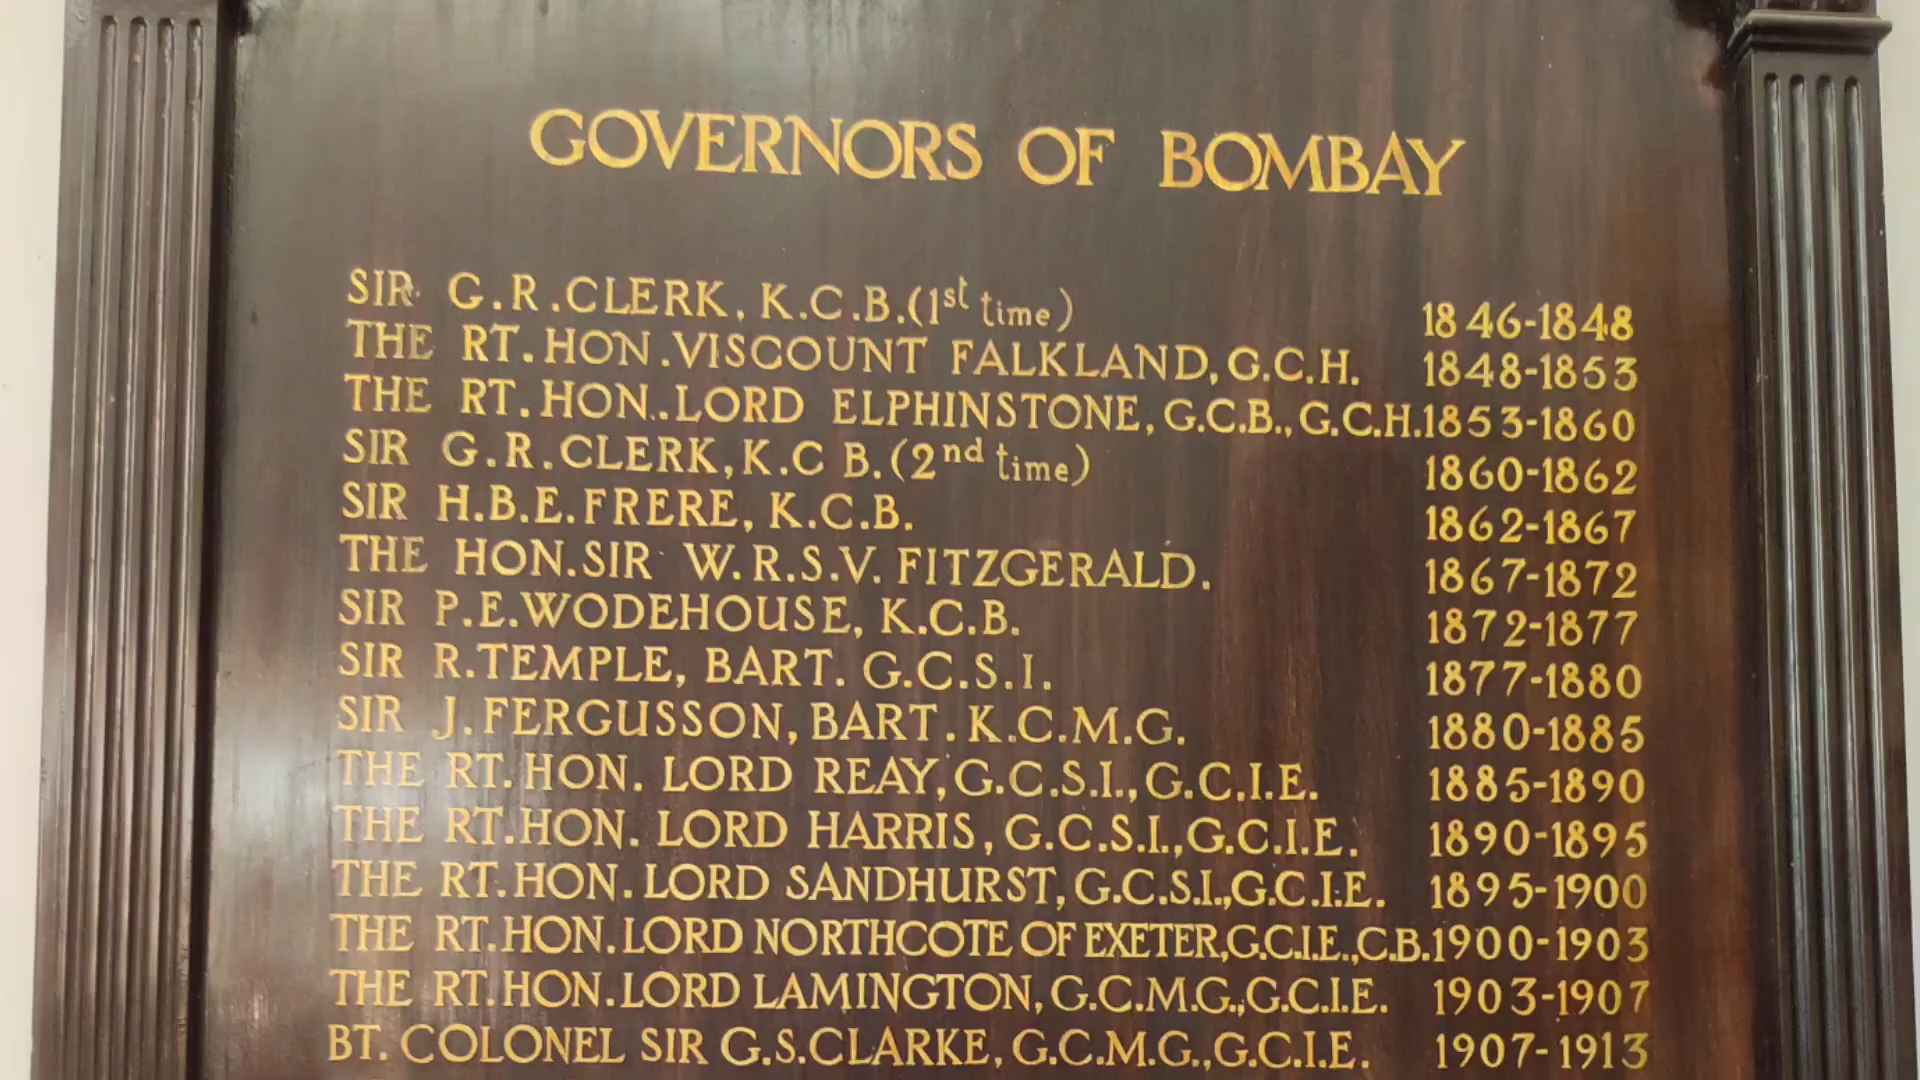 GOVERNORS OF BOMBAY
SIR G.R.CLERK, K.C.B.(1st time) 1846-1848
THE RT.HON.VISCOUNT FALKLAND, G.C.H. 1848-1853
THE RT.HON..LORD ELPHINSTONE, G.C.B., G.C.H. 1853-1860
SIR G.R.CLERK, K.C B.(2nd time) 1860-1862
SIR H.B.E.FRERE, K.C.B. 1862-1867
THE HON.SIR W.R.S.V. FITZGERALD. 1867-1872
SIR P.E.WODEHOUSE, K.C.B. 1872-1877
SIR R.TEMPLE, BART. G.C.S.I. 1877-1880
SIR J.FERGUSSON, BART. K.C.M.G. 1880-1885
THE RT.HON. LORD REAY, G.C.S.I., G.C.I.E. 1885-1890
THE RT.HON. LORD HARRIS, G.C.S.I., G.C.I.E. 1890-1895
THE RT.HON. LORD SANDHURST, G.C.S.I., G.C.I.E. 1895-1900
THE RT.HON.LORD NORTHCOTE OF EXETER, G.C.I.E., C.B. 1900-1903
THE RT.HON.LORD LAMINGTON, G.C.M.G., G.C.I.E. 1903-1907
BT. COLONEL SIR G.S.CLARKE, G.C.M.G., G.C.I.E. 1907-1913